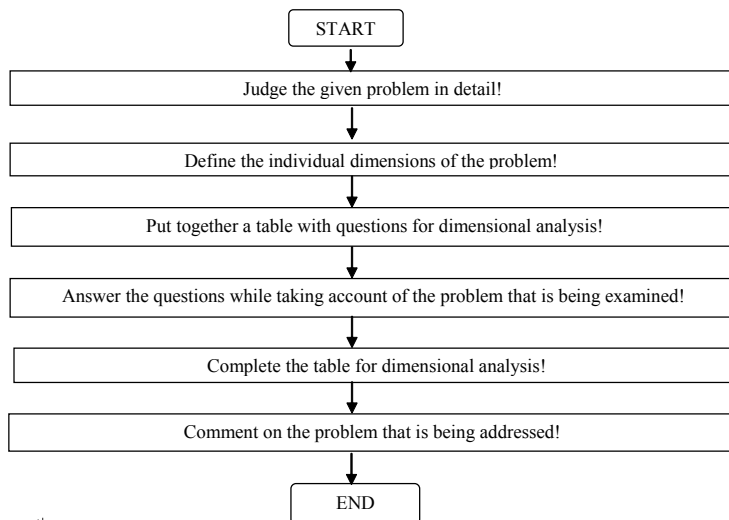 START
Judge the given problem in detail!
Define the individual dimensions of the problem!
Put together a table with questions for dimensional analysis!
Answer the questions while taking account of the problem that is being examined!
Complete the table for dimensional analysis!
Comment on the problem that is being addressed!
END